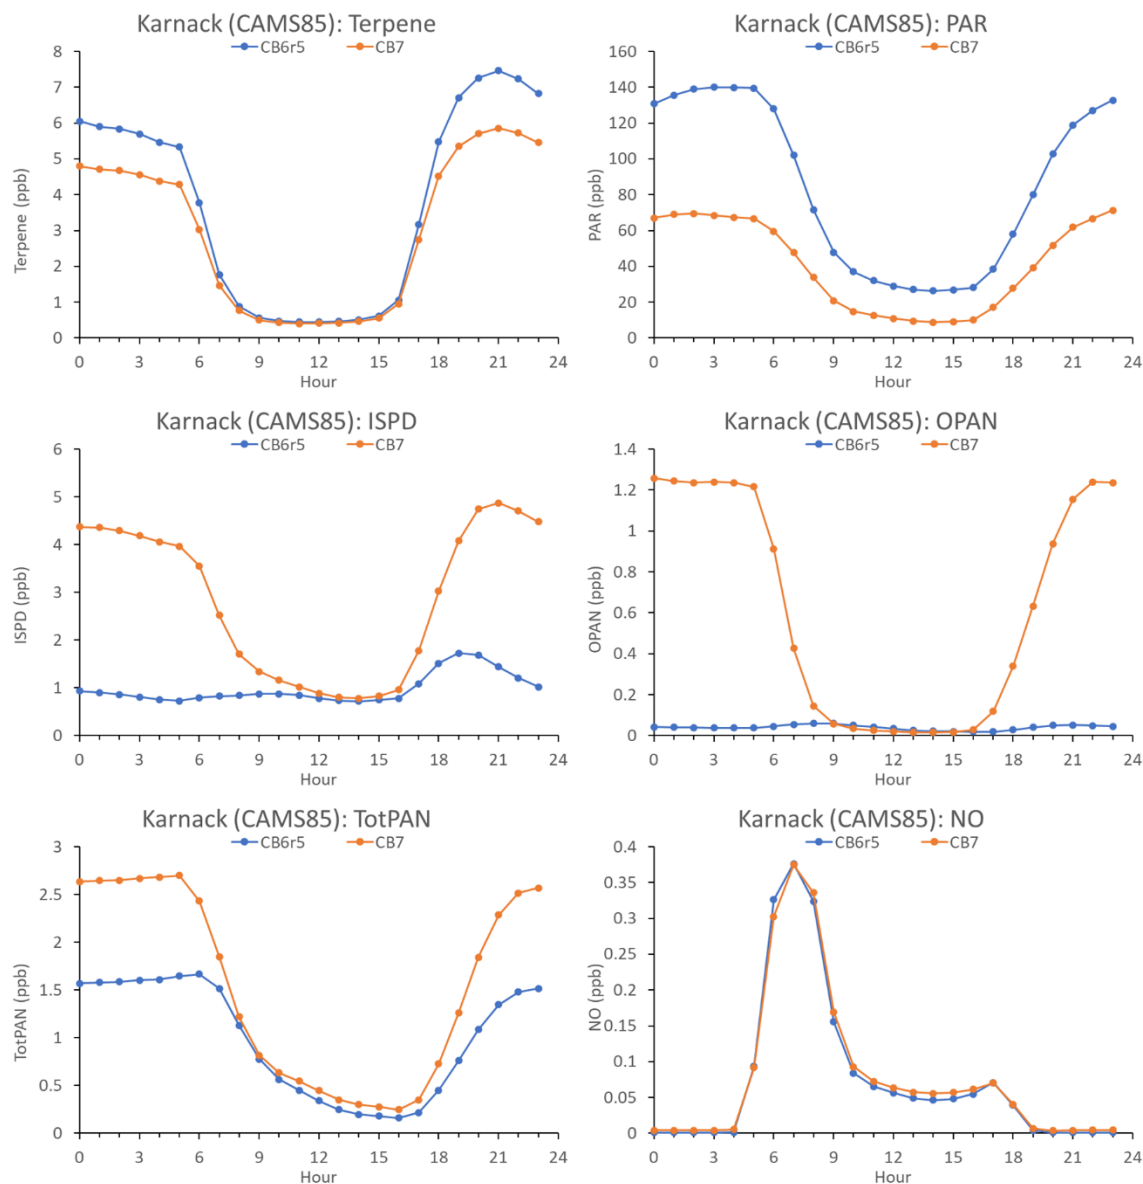 Karnack (CAMS85): Terpene
CB6r5 CB7
8
7
6
5
4
3
2
1
0
Terpene (ppb)
0 3 6 9 12 15 18 21 24
Hour
Karnack (CAMS85): PAR
CB6r5 CB7
160
140
120
100
80
60
40
20
0
PAR (ppb)
0 3 6 9 12 15 18 21 24
Hour
Karnack (CAMS85): ISPD
CB6r5 CB7
6
5
4
3
2
1
0
ISPD (ppb)
0 3 6 9 12 15 18 21 24
Hour
Karnack (CAMS85): OPAN
CB6r5 CB7
1.4
1.2
1
0.8
0.6
0.4
0.2
0
OPAN (ppb)
0 3 6 9 12 15 18 21 24
Hour
Karnack (CAMS85): TotPAN
CB6r5 CB7
3
2.5
2
1.5
1
0.5
0
TotPAN (ppb)
0 3 6 9 12 15 18 21 24
Hour
Karnack (CAMS85): NO
CB6r5 CB7
0.4
0.35
0.3
0.25
0.2
0.15
0.1
0.05
0
NO (ppb)
0 3 6 9 12 15 18 21 24
Hour